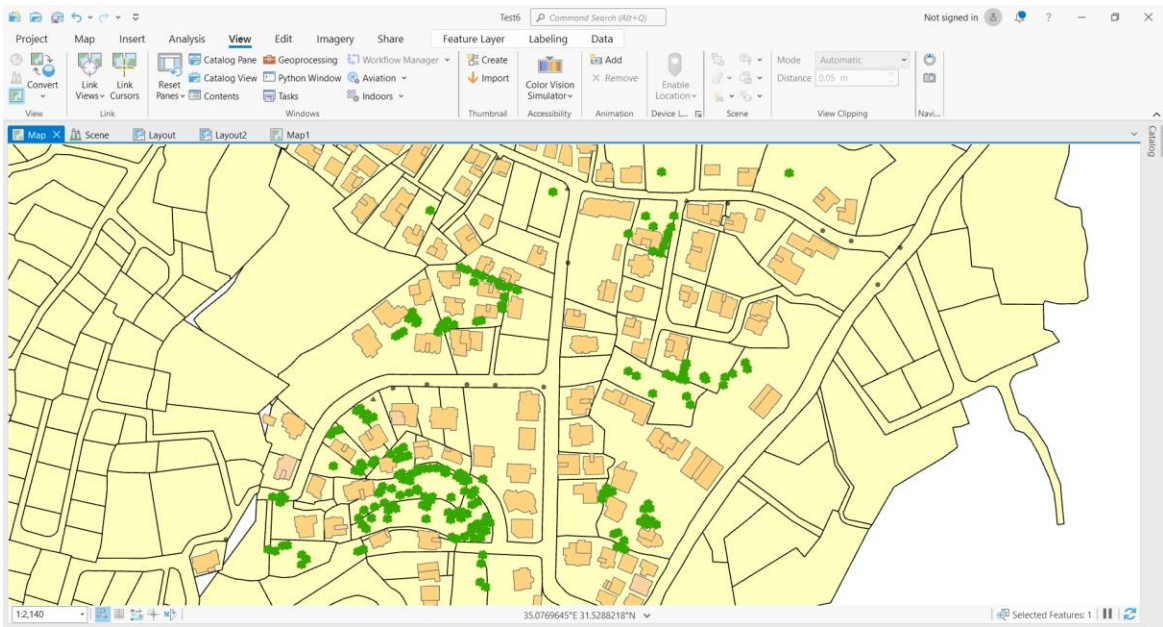 Test6
Command Search (Alt+Q)
Not signed in
?
Project Map Insert Analysis View Edit Imagery Share Feature Layer Labeling Data
Convert
Link Views
Link Cursors
Reset Panes
Catalog Pane
Catalog View
Contents
Geoprocessing
Python Window
Tasks
Workflow Manager
Aviation
Indoors
Create
Import
Color Vision Simulator
Add
Remove
Enable Location
Mode Automatic
Distance 0.05 m
View
Link
Windows
Thumbnail
Accessibility
Animation
Device L...
Scene
View Clipping
Navi...
Map Scene Layout Layout2 Map1
Catalog
1:2,140
35.0769645°E 31.5288218°N
Selected Features: 1